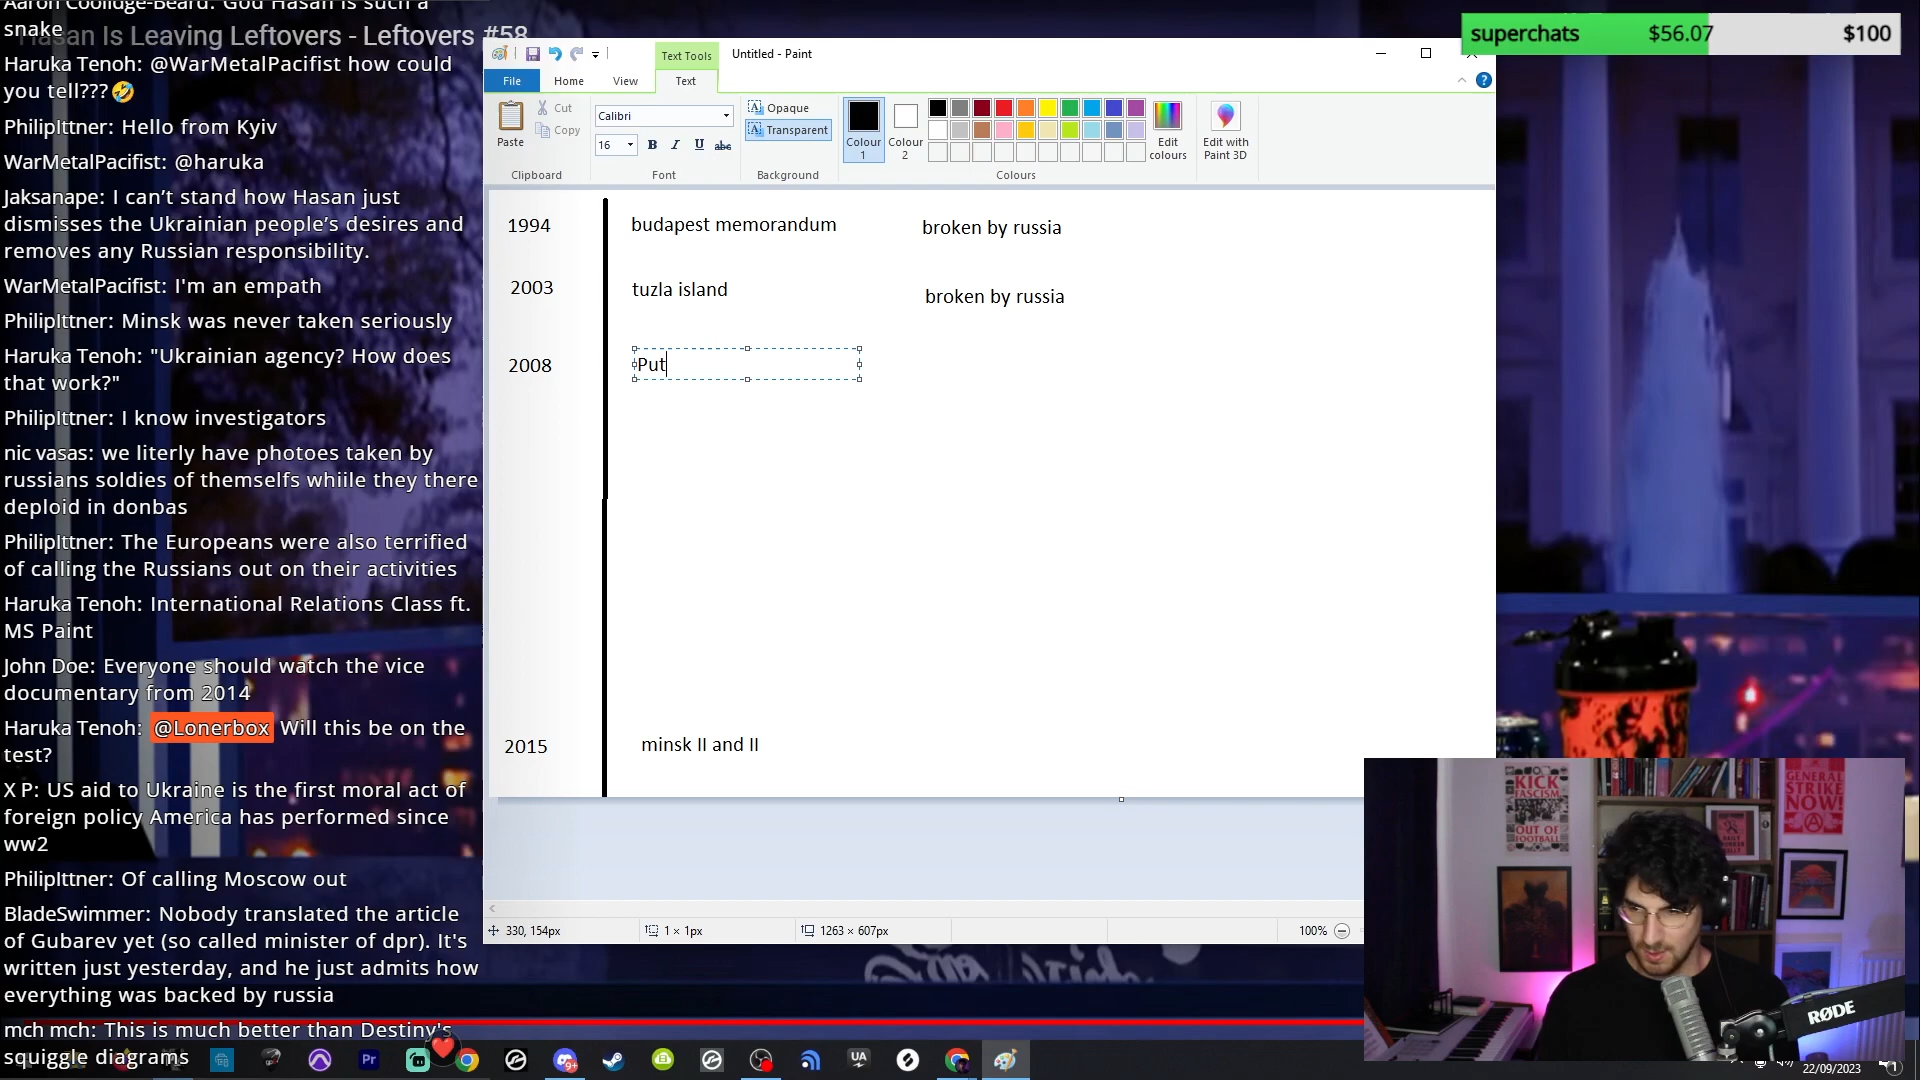 Aaron Coolidge-Beard: God Hasan is such a
snake
Hasan Is Leaving Leftovers - Leftovers #58
Haruka Tenoh: @WarMetalPacifist how could
you tell???🤣
PhilipIttner: Hello from Kyiv
WarMetalPacifist: @haruka
Jaksanape: I can’t stand how Hasan just
dismisses the Ukrainian people’s desires and
removes any Russian responsibility.
WarMetalPacifist: I'm an empath
PhilipIttner: Minsk was never taken seriously
Haruka Tenoh: "Ukrainian agency? How does
that work?"
PhilipIttner: I know investigators
nic vasas: we literly have photoes taken by
russians soldies of themselfs whiile they there
deploid in donbas
PhilipIttner: The Europeans were also terrified
of calling the Russians out on their activities
Haruka Tenoh: International Relations Class ft.
MS Paint
John Doe: Everyone should watch the vice
documentary from 2014
Haruka Tenoh: @Lonerbox Will this be on the
test?
X P: US aid to Ukraine is the first moral act of
foreign policy America has performed since
ww2
PhilipIttner: Of calling Moscow out
BladeSwimmer: Nobody translated the article
of Gubarev yet (so called minister of dpr). It's
written just yesterday, and he just admits how
everything was backed by russia
mch mch: This is much better than Destiny's
squiggle diagrams
Text Tools
Untitled - Paint
File
Home
View
Text
Paste
Cut
Copy
Clipboard
Calibri
16
B
I
U
abc
Font
Opaque
Transparent
Background
Colour
1
Colour
2
Edit
colours
Edit with
Paint 3D
Colours
superchats $56.07 $100
1994 budapest memorandum broken by russia
2003 tuzla island broken by russia
2008 Put
2015 minsk II and II
330, 154px
1 × 1px
1263 × 607px
100%
KICK
FASCISM
OUT OF
FOOTBALL
GENERAL
STRIKE
NOW!
RØDE
Pr
9+
UA
22/09/2023
1